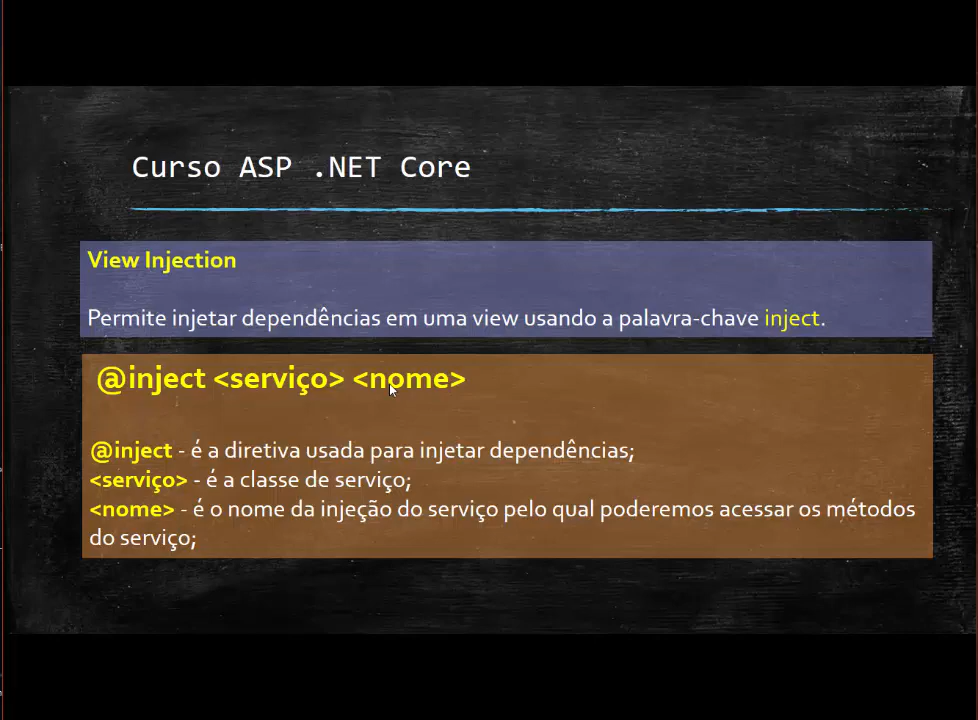 Curso ASP .NET Core
View Injection
Permite injetar dependências em uma view usando a palavra-chave inject.
@inject <serviço> <nome>
@inject - é a diretiva usada para injetar dependências;
<serviço> - é a classe de serviço;
<nome> - é o nome da injeção do serviço pelo qual poderemos acessar os métodos
do serviço;